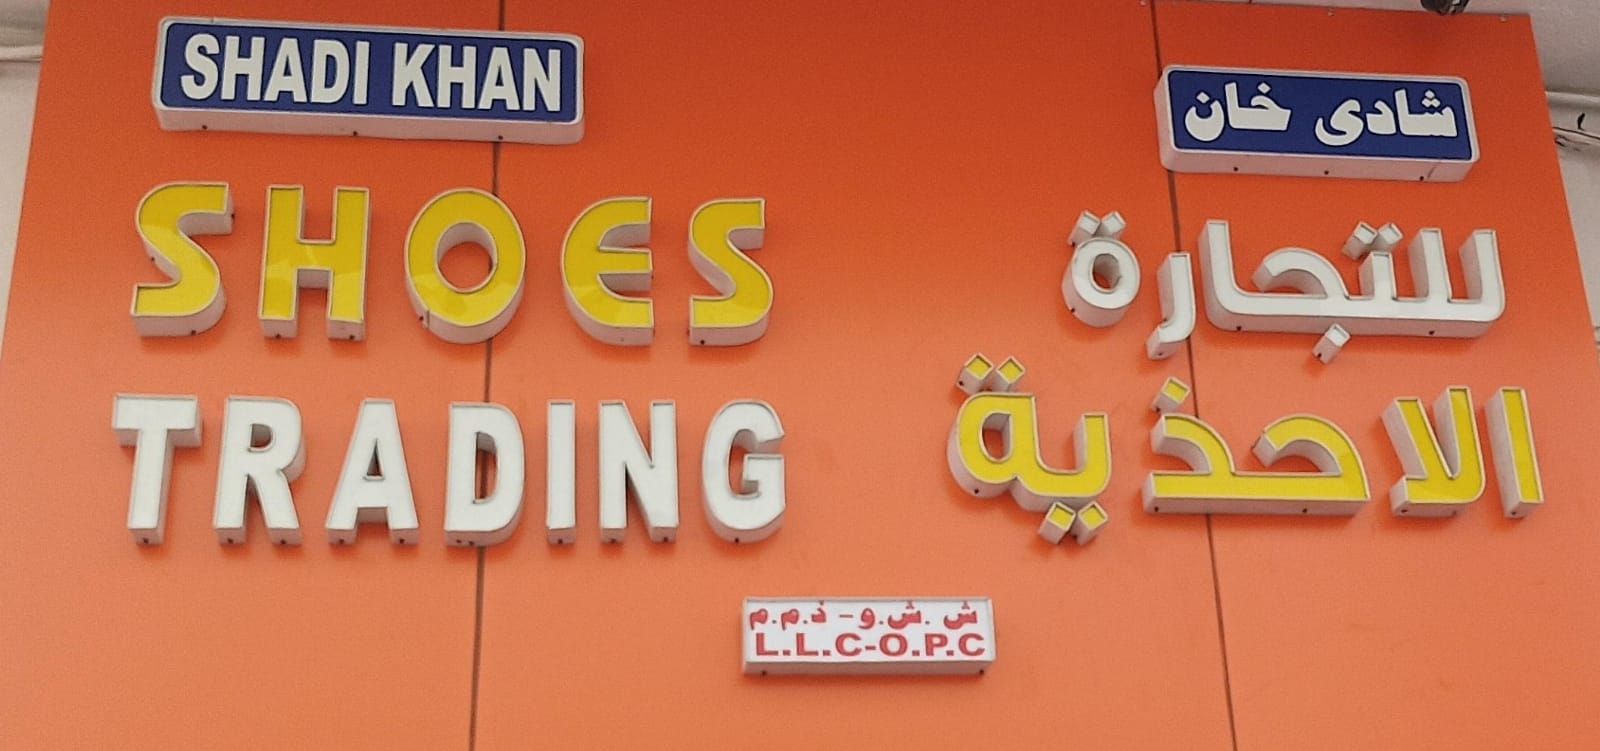 SHADI KHAN
شادى خان
SHOES
للتجارة
TRADING
الاحذية
ش .ش.و- ذ.م.م
L.L.C-O.P.C